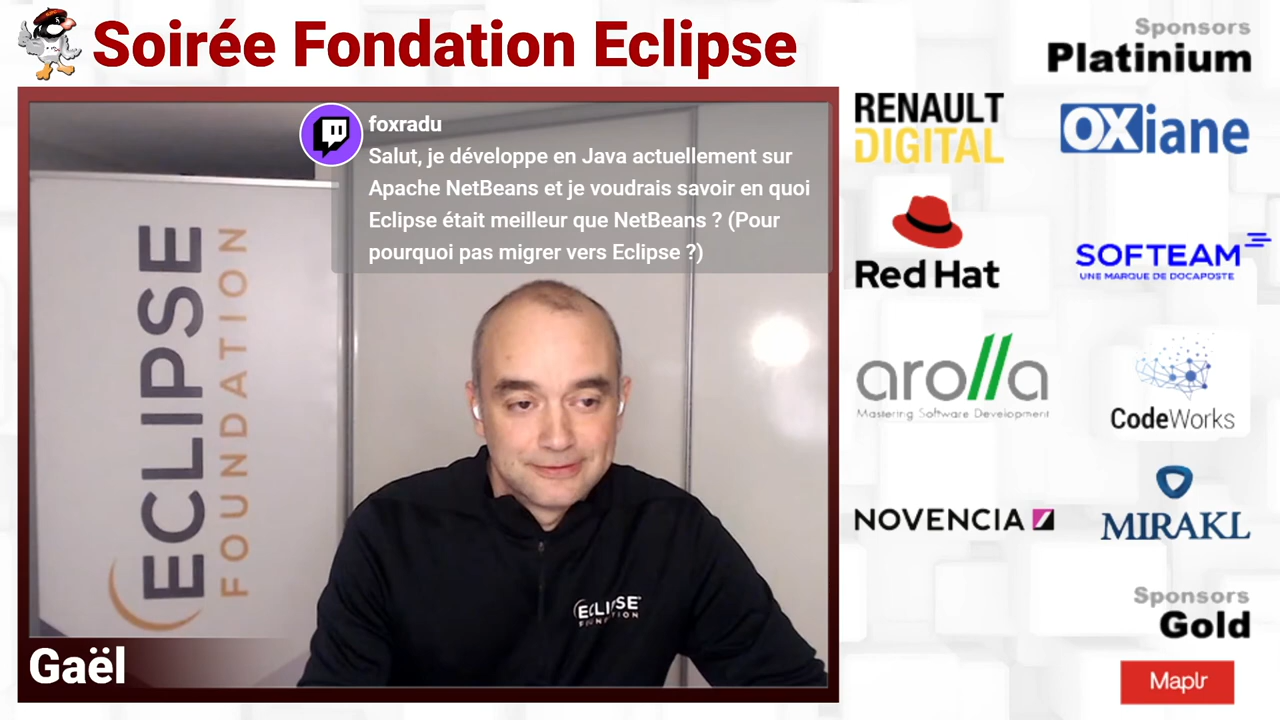 Soirée Fondation Eclipse
foxradu
Salut, je développe en Java actuellement sur
Apache NetBeans et je voudrais savoir en quoi
Eclipse était meilleur que NetBeans ? (Pour
pourquoi pas migrer vers Eclipse ?)
ECLIPSE
FOUNDATION
ECLIPSE
FOUNDATION
Gaël
Sponsors
Platinium
RENAULT
DIGITAL
OXiane
Red Hat
SOFTEAM
UNE MARQUE DE DOCAPOSTE
arolla
Mastering Software Development
CodeWorks
NOVENCIA
MIRAKL
Sponsors
Gold
Maplr